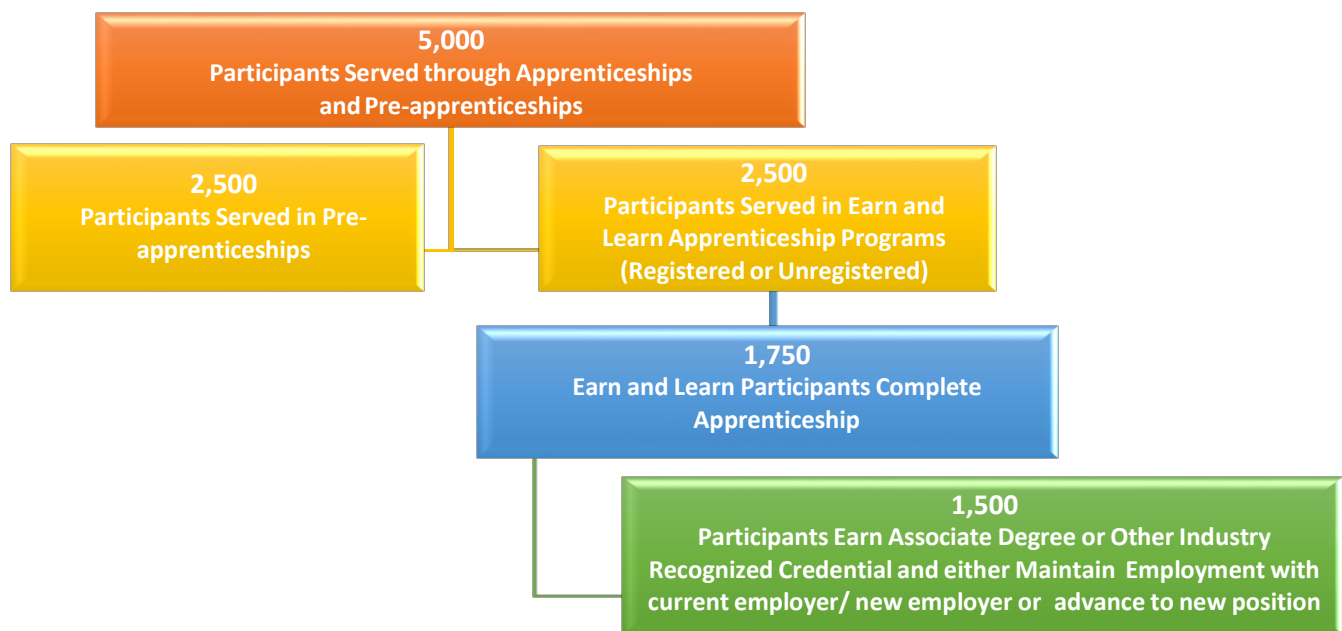 5,000
Participants Served through Apprenticeships
and Pre-apprenticeships
2,500
Participants Served in Pre-
apprenticeships
2,500
Participants Served in Earn and
Learn Apprenticeship Programs
(Registered or Unregistered)
1,750
Earn and Learn Participants Complete
Apprenticeship
1,500
Participants Earn Associate Degree or Other Industry
Recognized Credential and either Maintain Employment with
current employer/ new employer or advance to new position